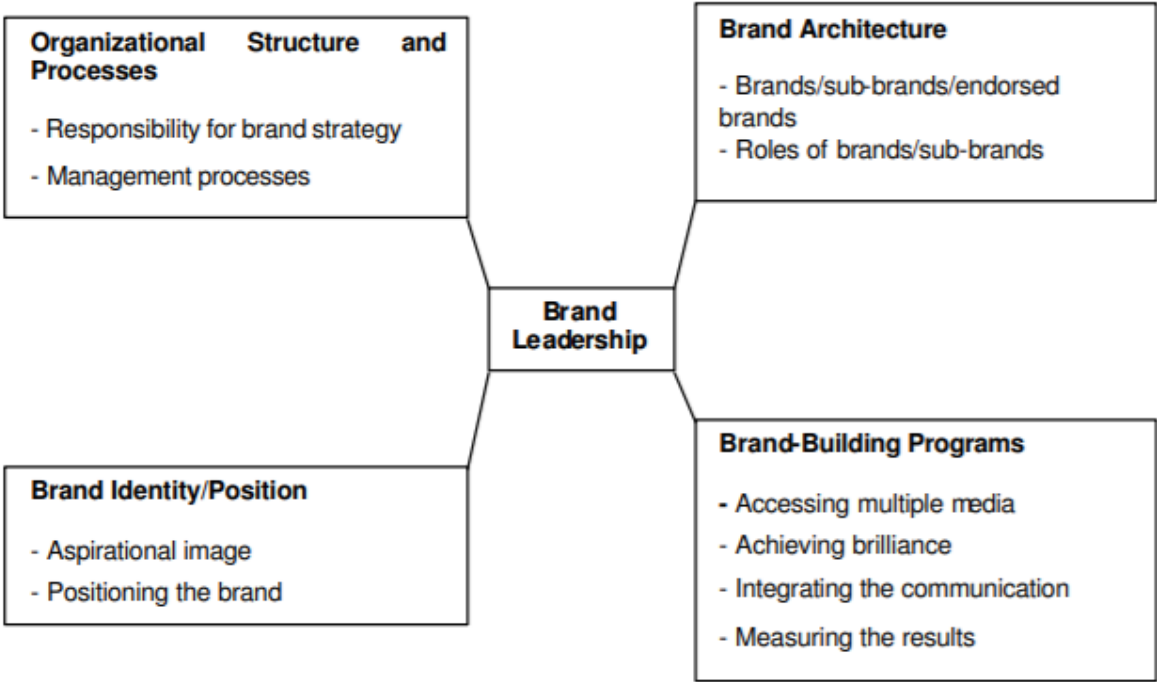 Organizational Structure and
Processes
- Responsibility for brand strategy
- Management processes
Brand Architecture
- Brands/sub-brands/endorsed
brands
- Roles of brands/sub-brands
Brand
Leadership
Brand Identity/Position
- Aspirational image
- Positioning the brand
Brand-Building Programs
- Accessing multiple media
- Achieving brilliance
- Integrating the communication
- Measuring the results